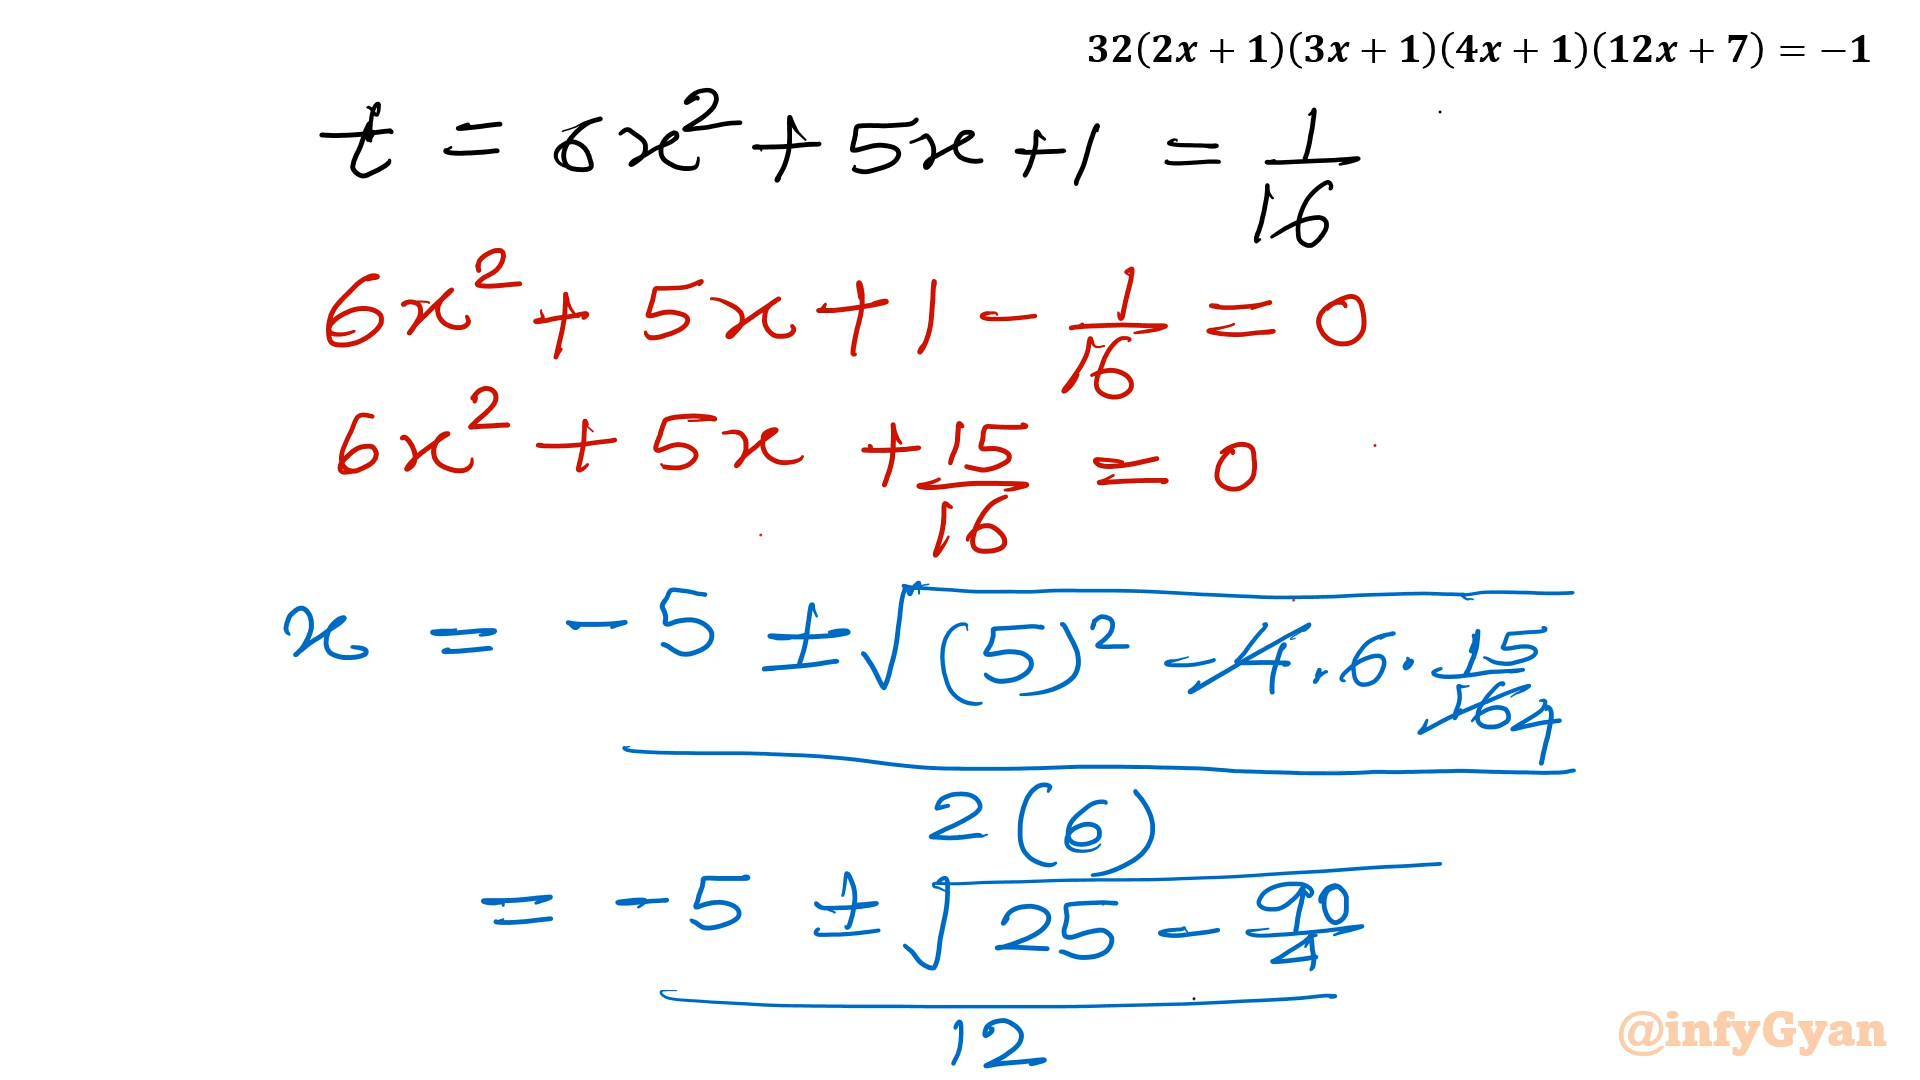 32(2x + 1)(3x + 1)(4x + 1)(12x + 7) = −1
t = 6x² + 5x + 1 = 1/16
6x² + 5x + 1 - 1/16 = 0
6x² + 5x + 15/16 = 0
x = (-5 ± √((5)² - 4 · 6 · 15/16 4)) / 2(6)
= (-5 ± √(25 - 90/4)) / 12
@infyGyan